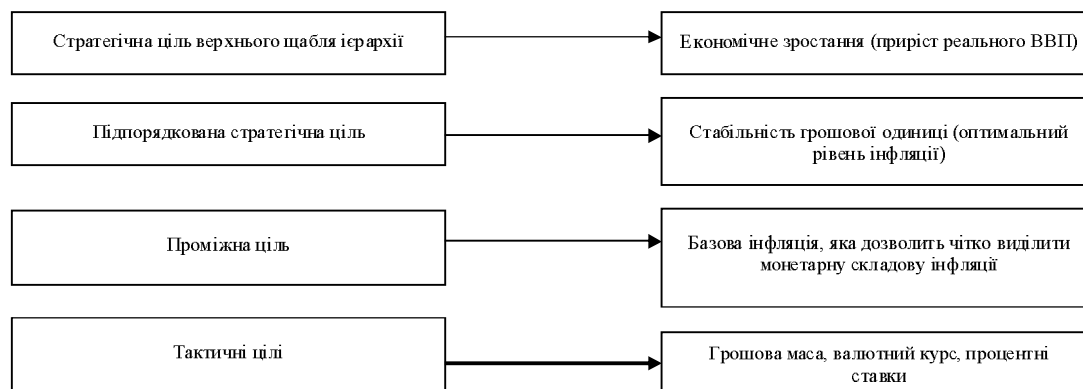 Стратегічна ціль верхнього щабля ієрархії
Економічне зростання (приріст реального ВВП)
Підпорядкована стратегічна ціль
Стабільність грошової одиниці (оптимальний
рівень інфляції)
Проміжна ціль
Базова інфляція, яка дозволить чітко виділити
монетарну складову інфляції
Тактичні цілі
Грошова маса, валютний курс, процентні
ставки